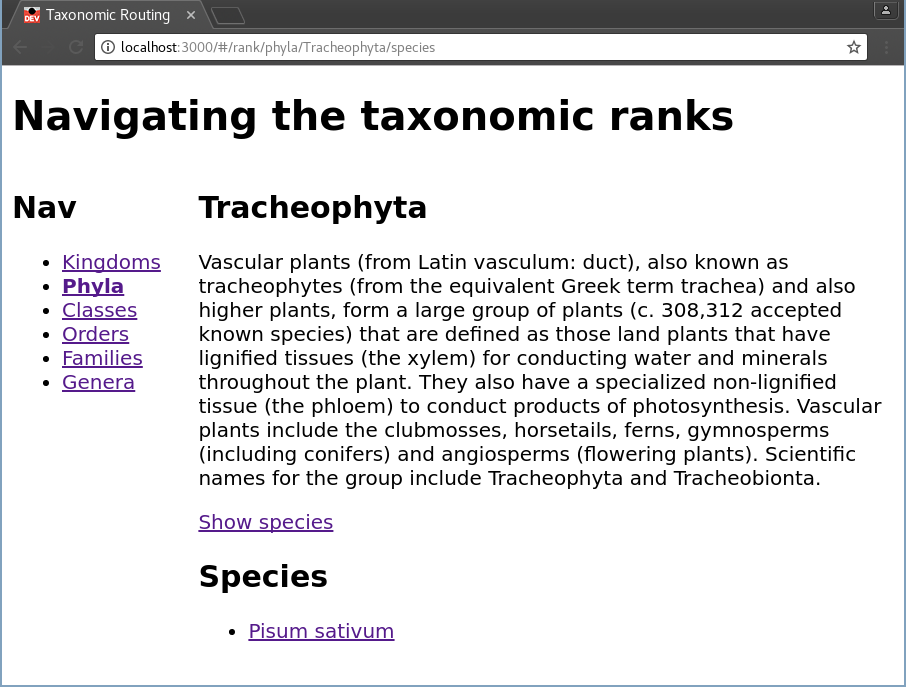 DEV
Taxonomic Routing
localhost:3000/#/rank/phyla/Tracheophyta/species
Navigating the taxonomic ranks
Nav
Kingdoms
Phyla
Classes
Orders
Families
Genera
Tracheophyta
Vascular plants (from Latin vasculum: duct), also known as
tracheophytes (from the equivalent Greek term trachea) and also
higher plants, form a large group of plants (c. 308,312 accepted
known species) that are defined as those land plants that have
lignified tissues (the xylem) for conducting water and minerals
throughout the plant. They also have a specialized non-lignified
tissue (the phloem) to conduct products of photosynthesis. Vascular
plants include the clubmosses, horsetails, ferns, gymnosperms
(including conifers) and angiosperms (flowering plants). Scientific
names for the group include Tracheophyta and Tracheobionta.
Show species
Species
Pisum sativum